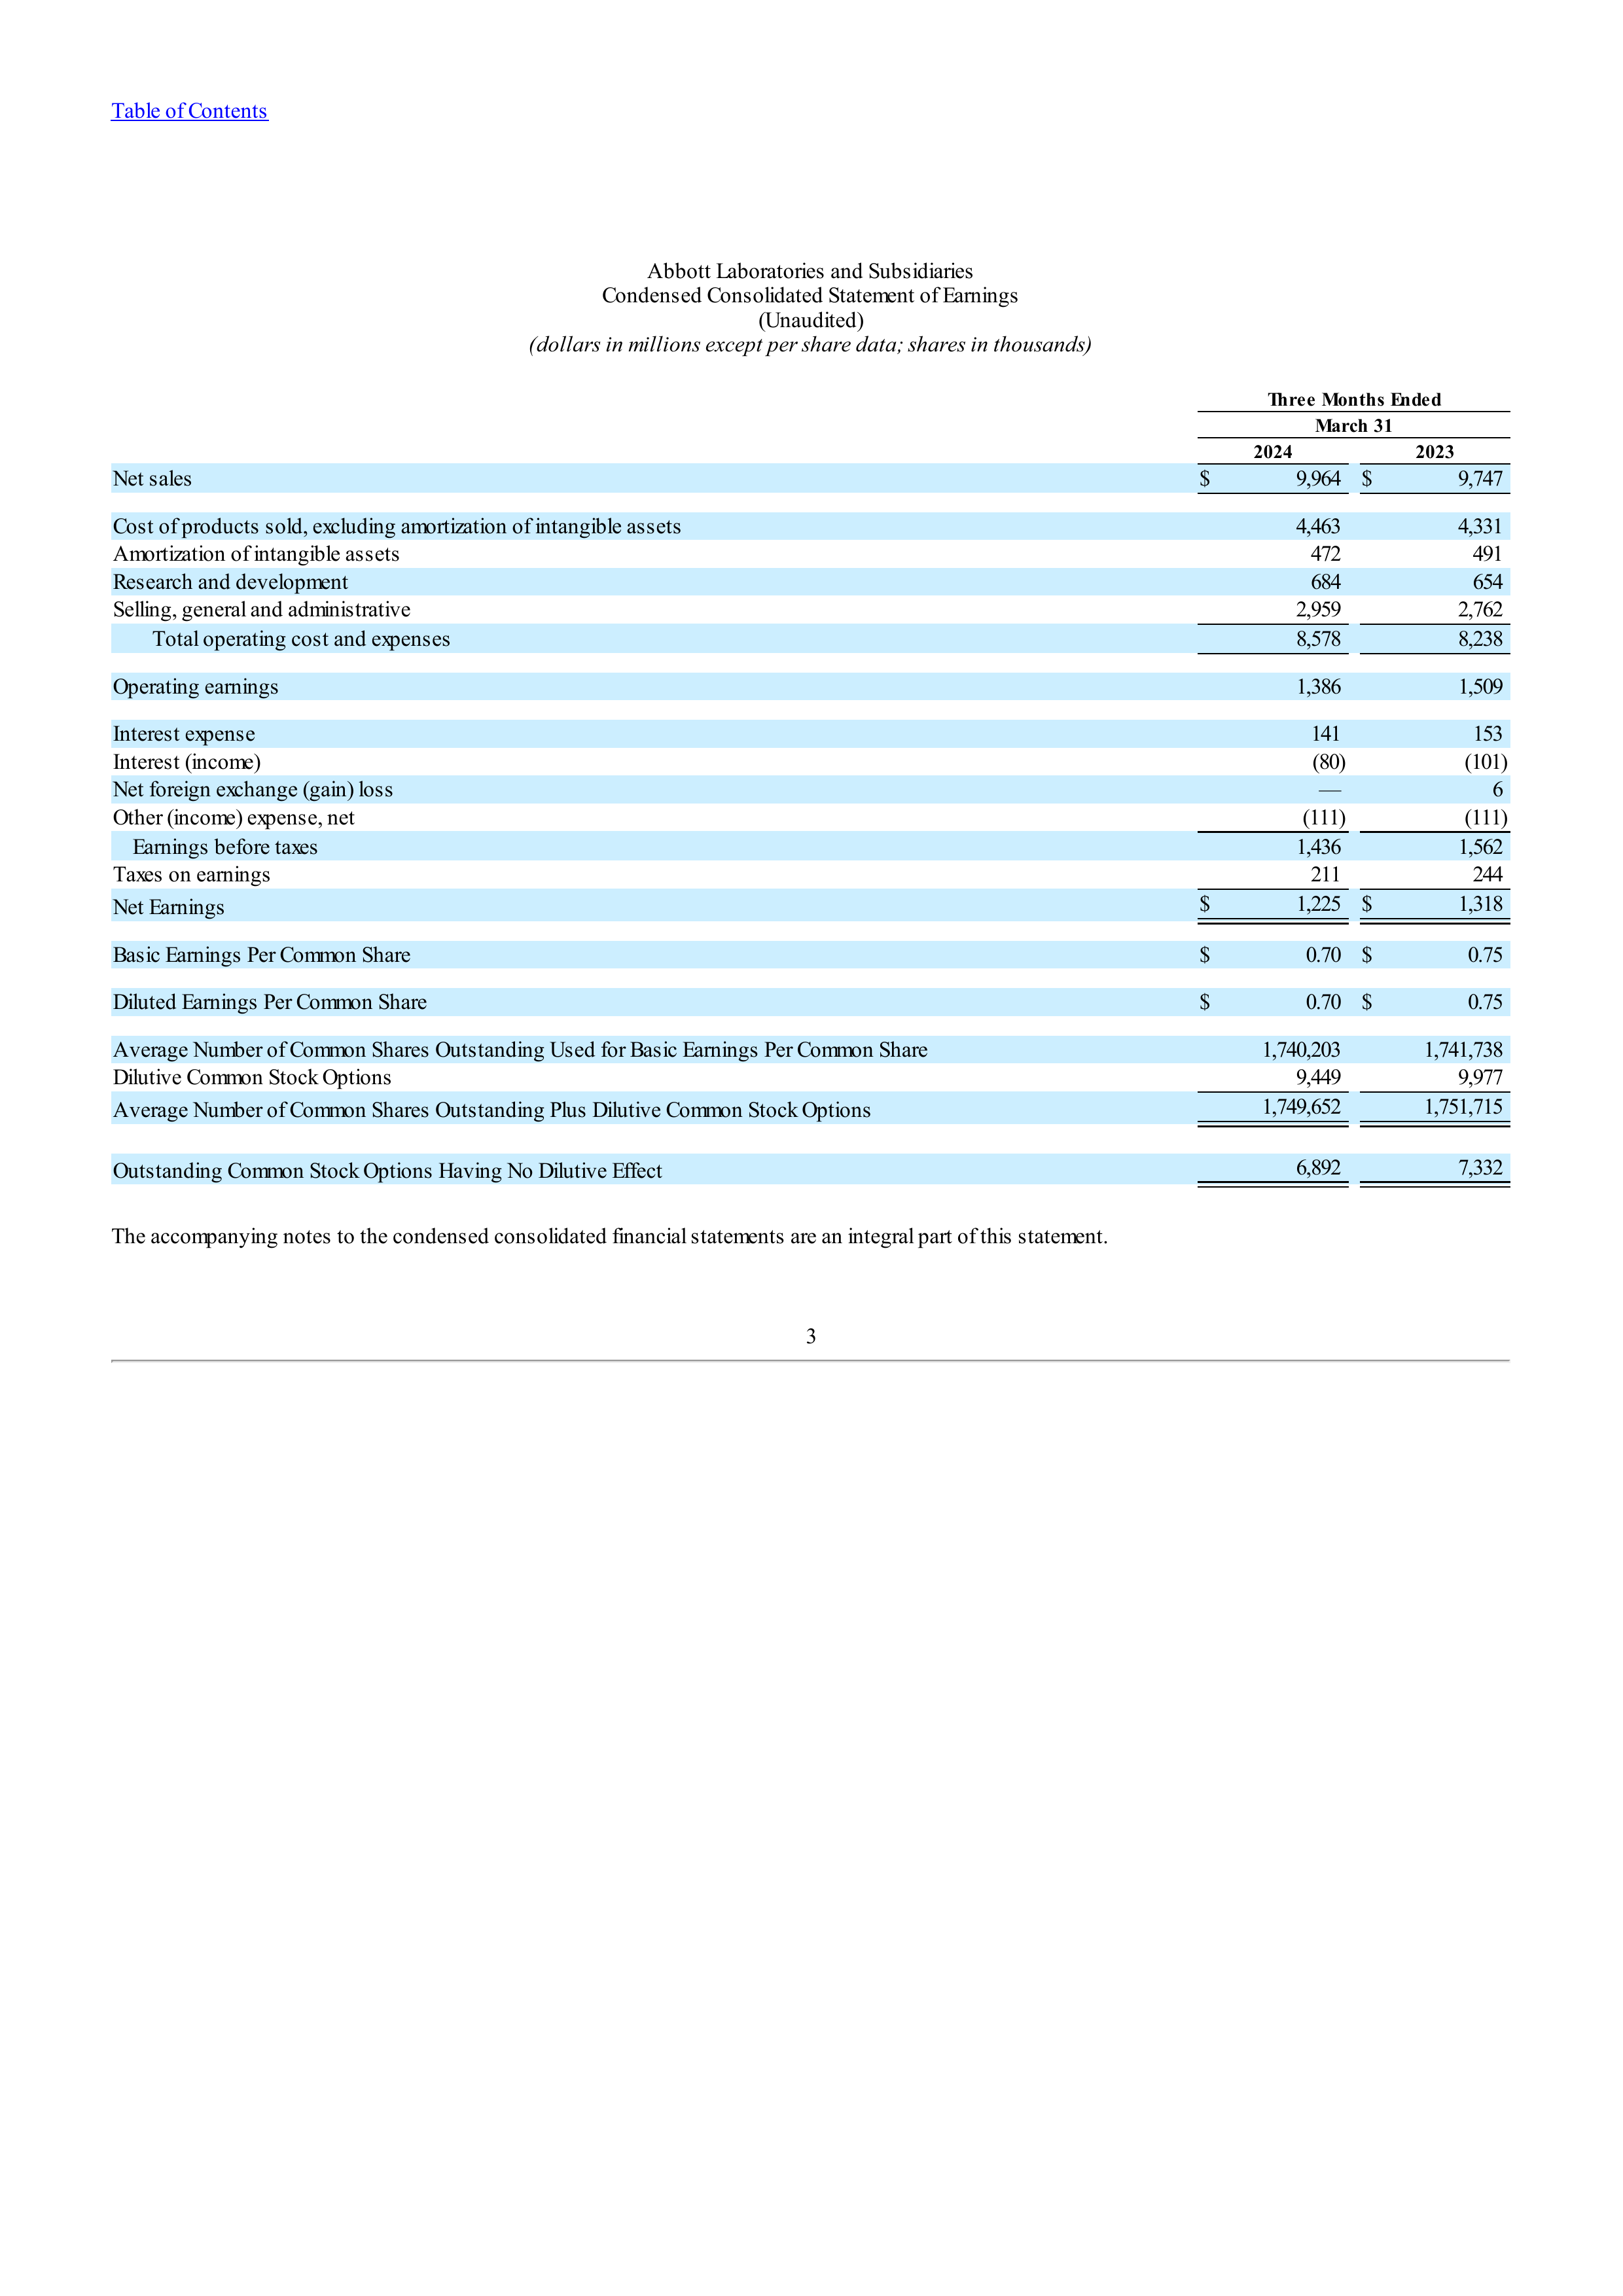 Table of Contents
Abbott Laboratories and Subsidiaries
Condensed Consolidated Statement of Earnings
(Unaudited)
(dollars in millions except per share data; shares in thousands)
Three Months Ended
March 31
2024 2023
Net sales $ 9,964 $ 9,747
Cost of products sold, excluding amortization of intangible assets 4,463 4,331
Amortization of intangible assets 472 491
Research and development 684 654
Selling, general and administrative 2,959 2,762
Total operating cost and expenses 8,578 8,238
Operating earnings 1,386 1,509
Interest expense 141 153
Interest (income) (80) (101)
Net foreign exchange (gain) loss — 6
Other (income) expense, net (111) (111)
Earnings before taxes 1,436 1,562
Taxes on earnings 211 244
Net Earnings $ 1,225 $ 1,318
Basic Earnings Per Common Share $ 0.70 $ 0.75
Diluted Earnings Per Common Share $ 0.70 $ 0.75
Average Number of Common Shares Outstanding Used for Basic Earnings Per Common Share 1,740,203 1,741,738
Dilutive Common Stock Options 9,449 9,977
Average Number of Common Shares Outstanding Plus Dilutive Common Stock Options 1,749,652 1,751,715
Outstanding Common Stock Options Having No Dilutive Effect 6,892 7,332
The accompanying notes to the condensed consolidated financial statements are an integral part of this statement.
3